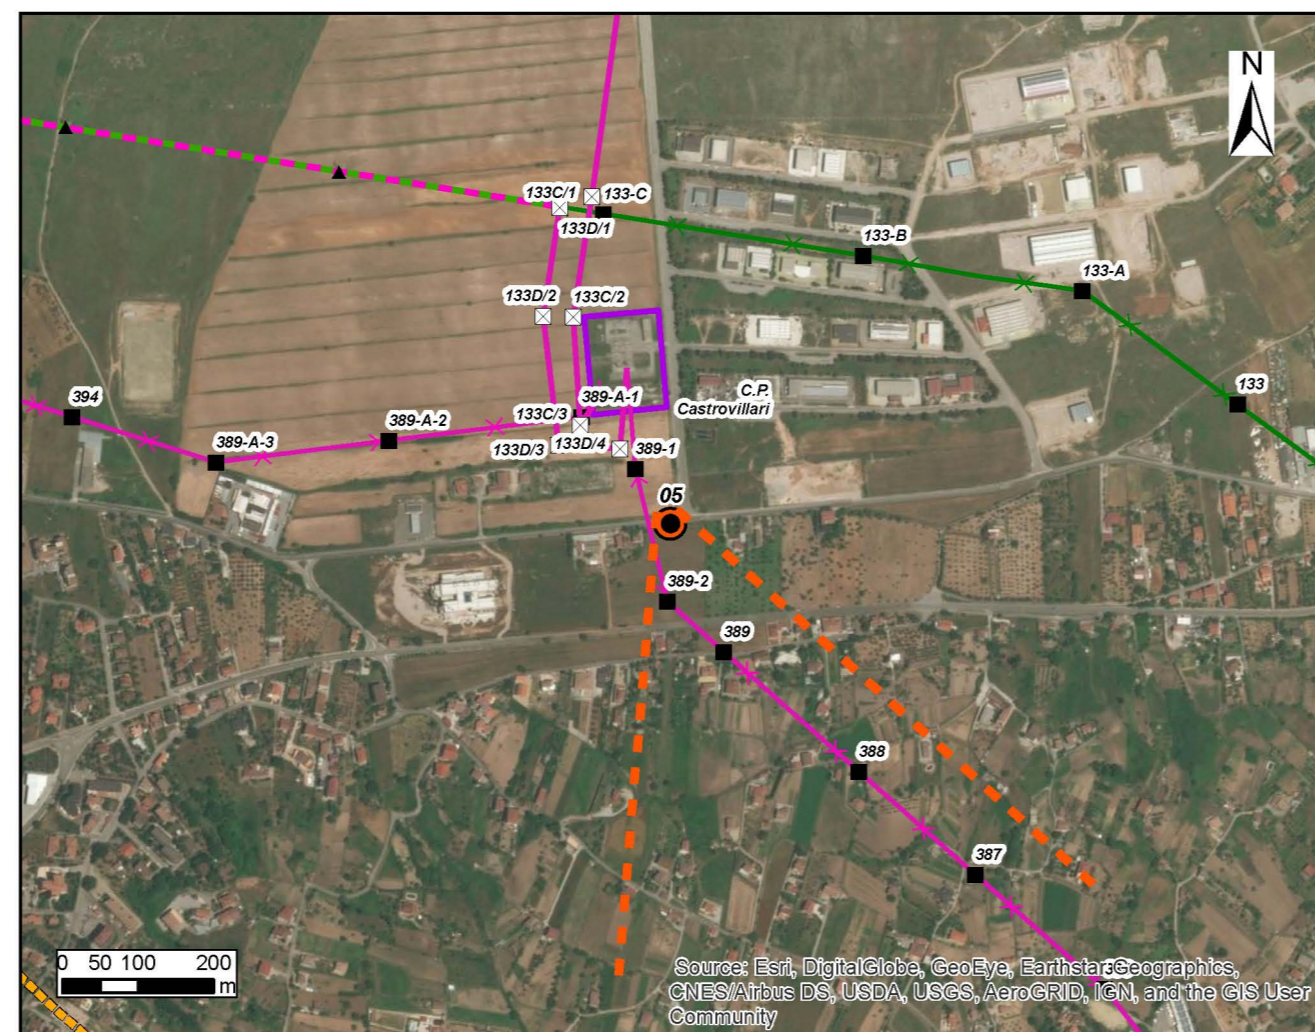 N
133C/1
133-C
133D/1
133-B
133-A
133D/2
133C/2
133
394
389-A-3
389-A-2
133C/3
389-A-1
C.P.
Castrovillari
133D/3
133D/4
389-1
05
389-2
389
388
387
0 50 100 200
m
Source: Esri, DigitalGlobe, GeoEye, Earthstar Geographics,
CNES/Airbus DS, USDA, USGS, AeroGRID, IGN, and the GIS User
Community